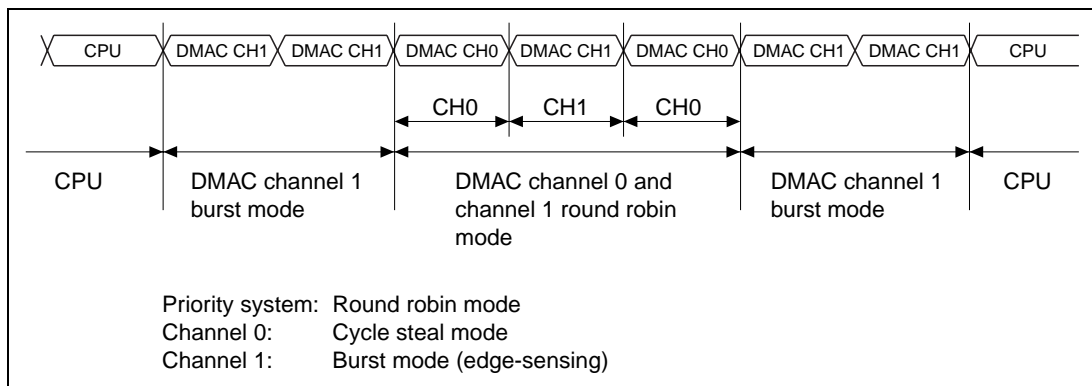 CPU DMAC CH1 DMAC CH1 DMAC CH0 DMAC CH1 DMAC CH0 DMAC CH1 DMAC CH1 CPU
CH0 CH1 CH0
CPU
DMAC channel 1
burst mode
DMAC channel 0 and
channel 1 round robin
mode
DMAC channel 1
burst mode
CPU
Priority system: Round robin mode
Channel 0: Cycle steal mode
Channel 1: Burst mode (edge-sensing)